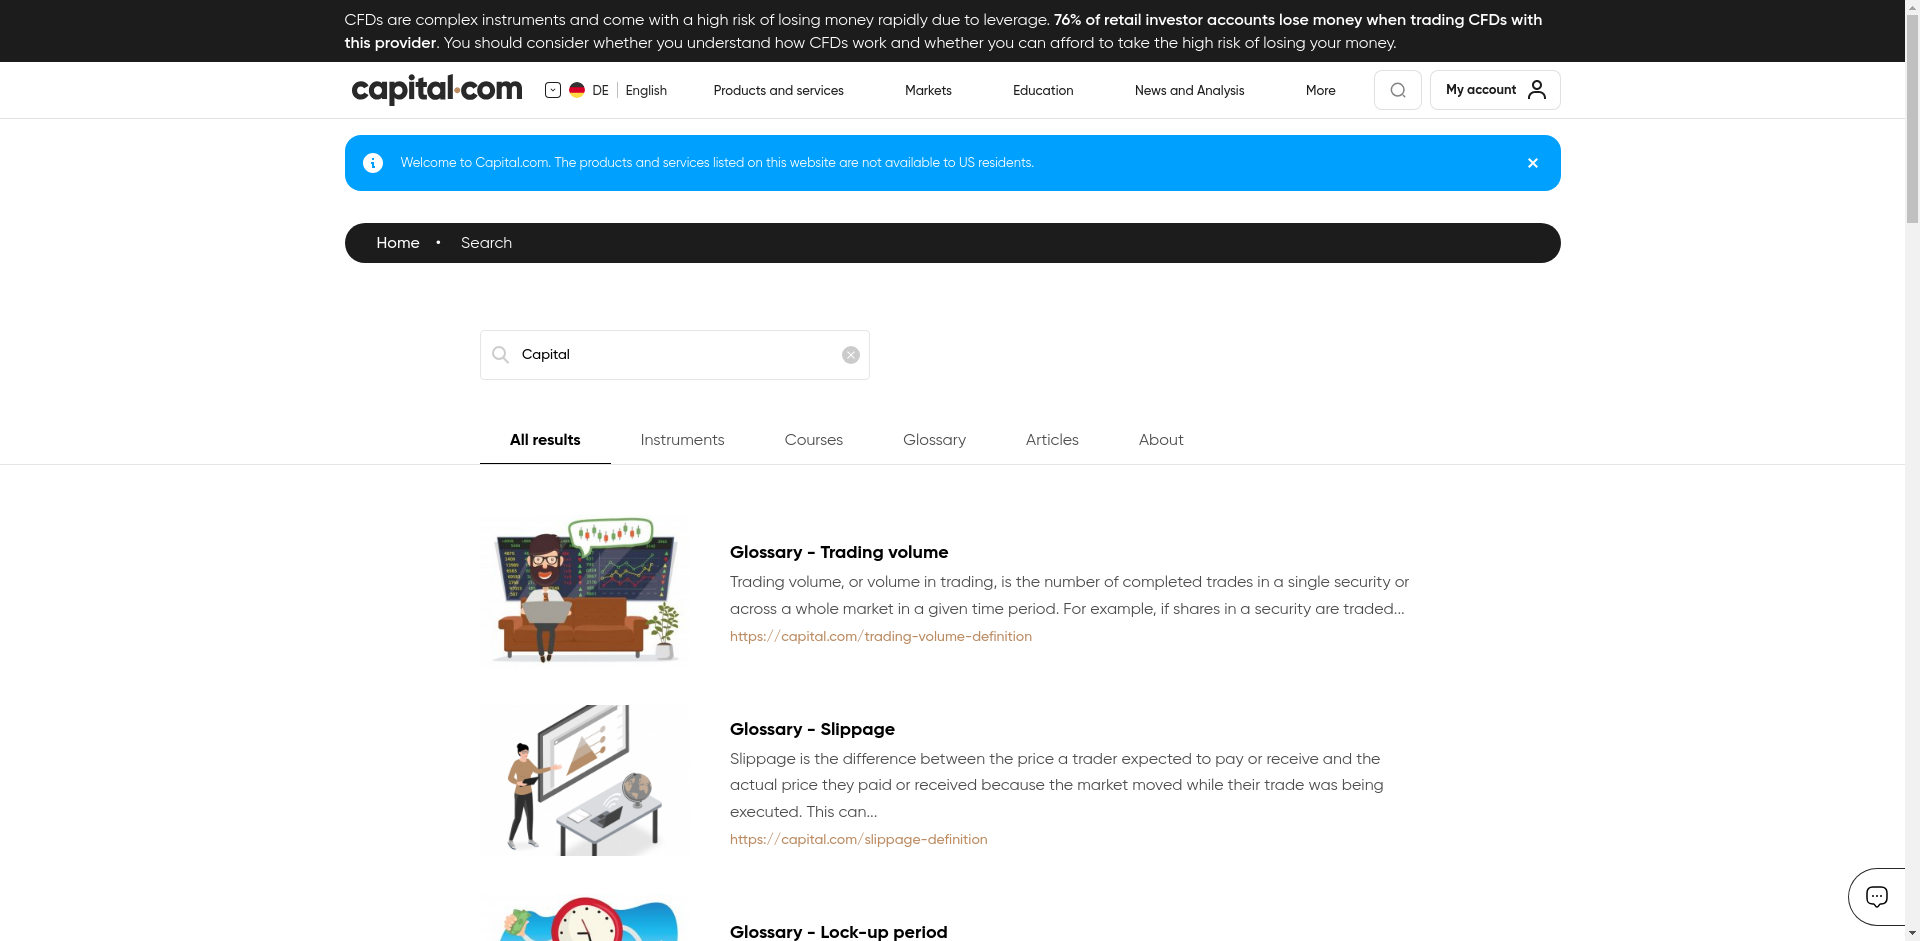 CFDs are complex instruments and come with a high risk of losing money rapidly due to leverage. 76% of retail investor accounts lose money when trading CFDs with
this provider. You should consider whether you understand how CFDs work and whether you can afford to take the high risk of losing your money.
capital.com
DE
English
Products and services
Markets
Education
News and Analysis
More
My account
Welcome to Capital.com. The products and services listed on this website are not available to US residents.
Home • Search
Capital
All results
Instruments
Courses
Glossary
Articles
About
Glossary - Trading volume
Trading volume, or volume in trading, is the number of completed trades in a single security or
across a whole market in a given time period. For example, if shares in a security are traded...
https://capital.com/trading-volume-definition
Glossary - Slippage
Slippage is the difference between the price a trader expected to pay or receive and the
actual price they paid or received because the market moved while their trade was being
executed. This can...
https://capital.com/slippage-definition
Glossary - Lock-up period